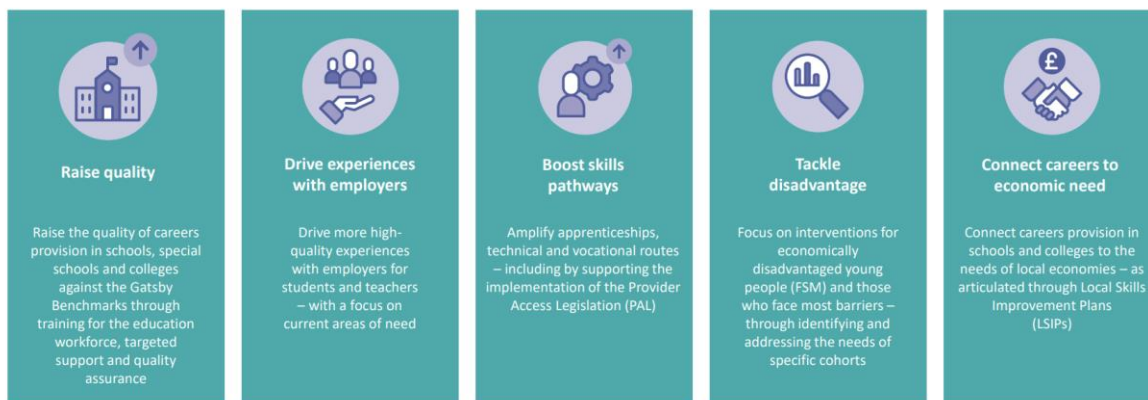 Raise quality
Raise the quality of careers
provision in schools, special
schools and colleges
against the Gatsby
Benchmarks through
training for the education
workforce, targeted
support and quality
assurance
Drive experiences
with employers
Drive more high-
quality experiences
with employers for
students and teachers
– with a focus on
current areas of need
Boost skills
pathways
Amplify apprenticeships,
technical and vocational routes
– including by supporting the
implementation of the Provider
Access Legislation (PAL)
Tackle
disadvantage
Focus on interventions for
economically
disadvantaged young
people (FSM) and those
who face most barriers –
through identifying and
addressing the needs of
specific cohorts
£
Connect careers to
economic need
Connect careers provision in
schools and colleges to the
needs of local economies – as
articulated through Local Skills
Improvement Plans
(LSIPs)